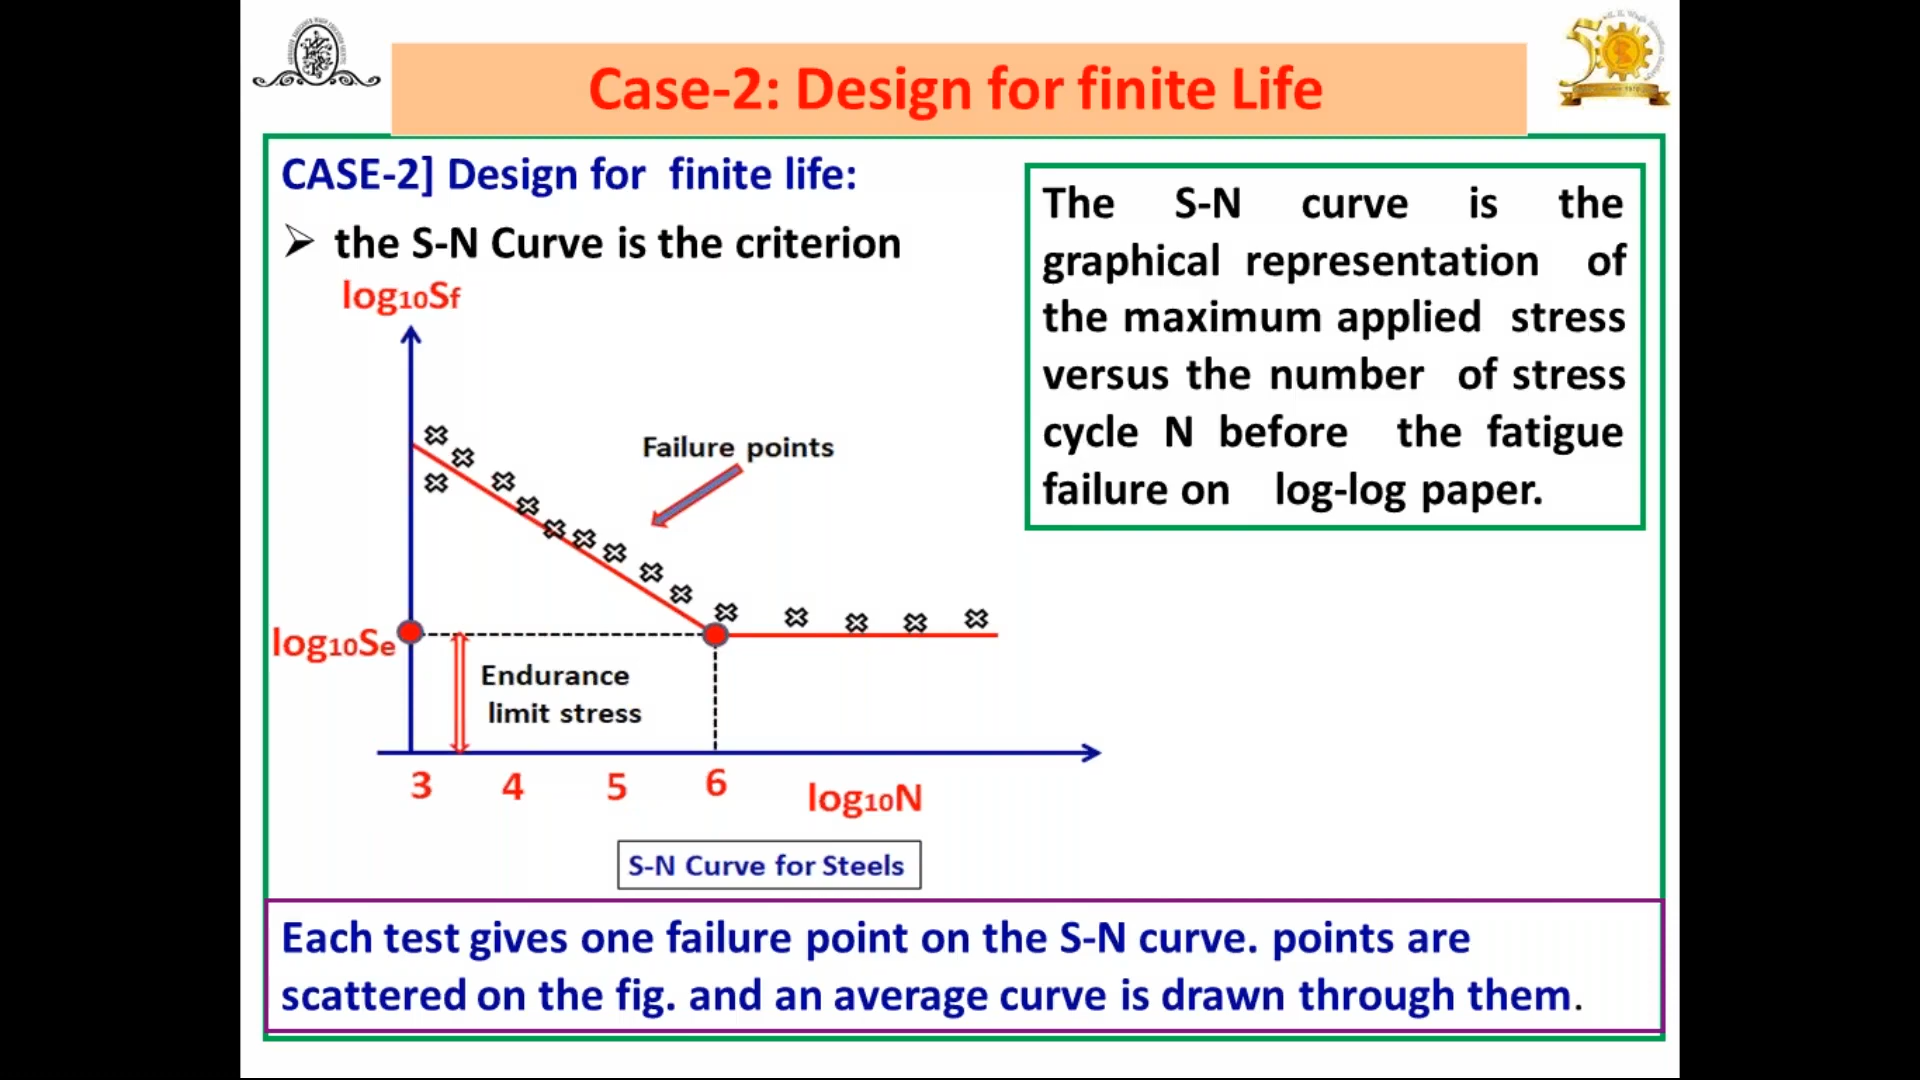 Case-2: Design for finite Life
CASE-2] Design for finite life:
➢ the S-N Curve is the criterion
log10Sf
Failure points
log10Se
Endurance
limit stress
3 4 5 6 log10N
S-N Curve for Steels
The S-N curve is the
graphical representation of
the maximum applied stress
versus the number of stress
cycle N before the fatigue
failure on log-log paper.
Each test gives one failure point on the S-N curve. points are
scattered on the fig. and an average curve is drawn through them.